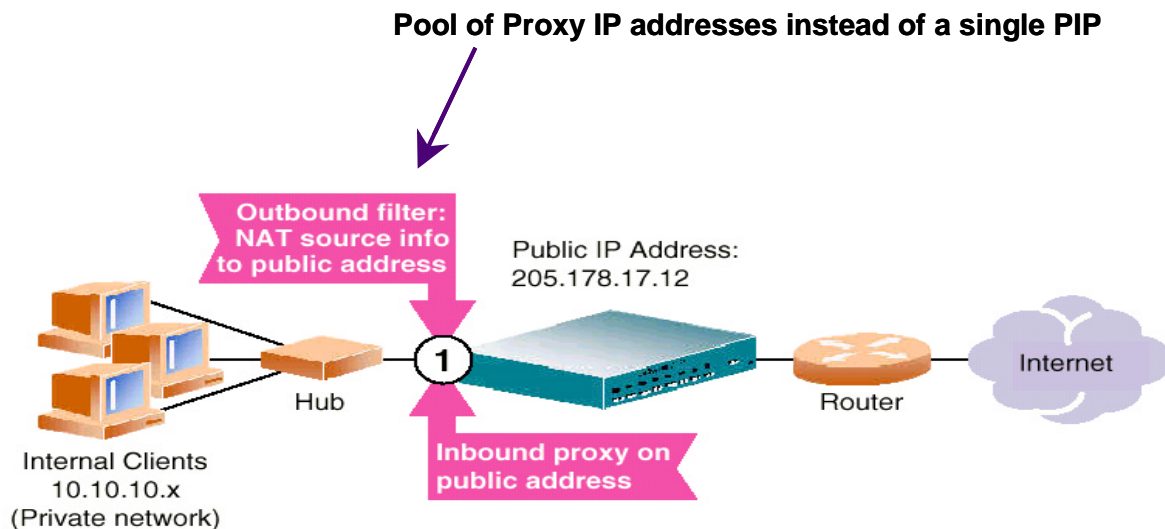 Pool of Proxy IP addresses instead of a single PIP
Outbound filter:
NAT source info
to public address
Public IP Address:
205.178.17.12
1
Hub
Router
Internet
Inbound proxy on
public address
Internal Clients
10.10.10.x
(Private network)